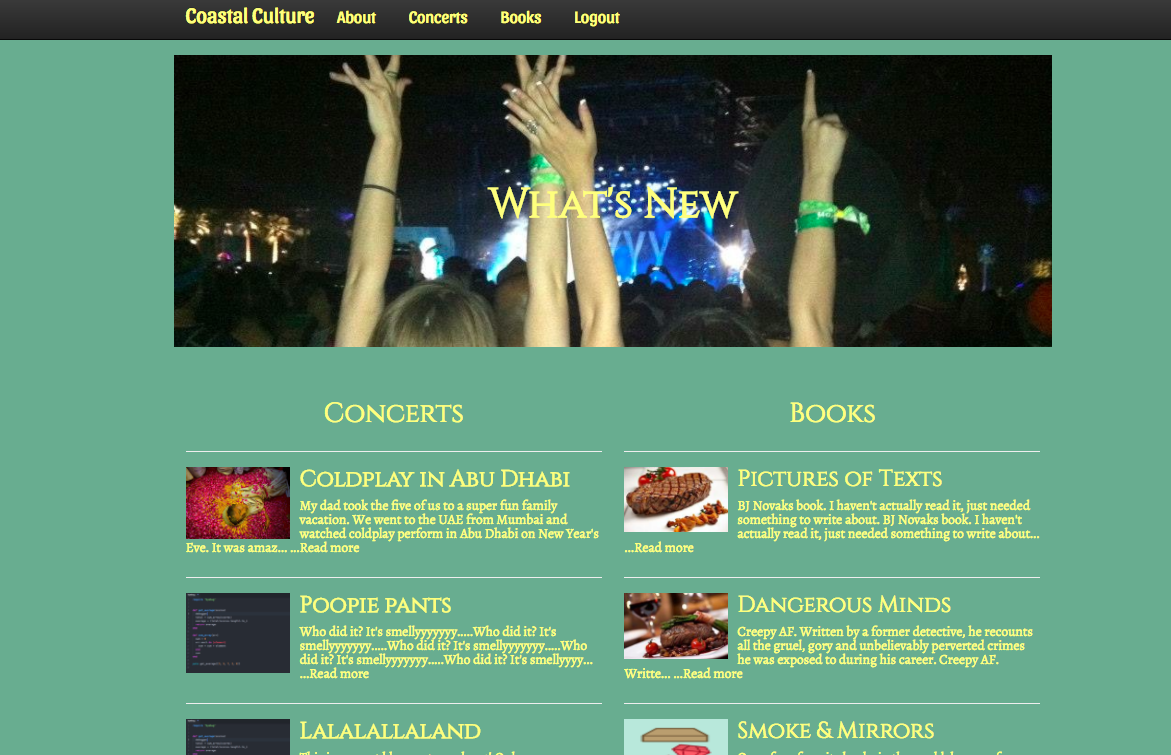 Coastal Culture About Concerts Books Logout
What's New
Concerts
Coldplay in Abu Dhabi
My dad took the five of us to a super fun family
vacation. We went to the UAE from Mumbai and
watched coldplay perform in Abu Dhabi on New Year's
Eve. It was amaz... ...Read more
Poopie pants
Who did it? It's smellyyyyyy.....Who did it? It's
smellyyyyyy.....Who did it? It's smellyyyyyy.....Who
did it? It's smellyyyyyy.....Who did it? It's smellyyyy...
...Read more
Lalalallaland
Books
Pictures of Texts
BJ Novaks book. I haven't actually read it, just needed
something to write about. BJ Novaks book. I haven't
actually read it, just needed something to write about...
...Read more
Dangerous Minds
Creepy AF. Written by a former detective, he recounts
all the gruel, gory and unbelievably perverted crimes
he was exposed to during his career. Creepy AF.
Writte... ...Read more
Smoke & Mirrors